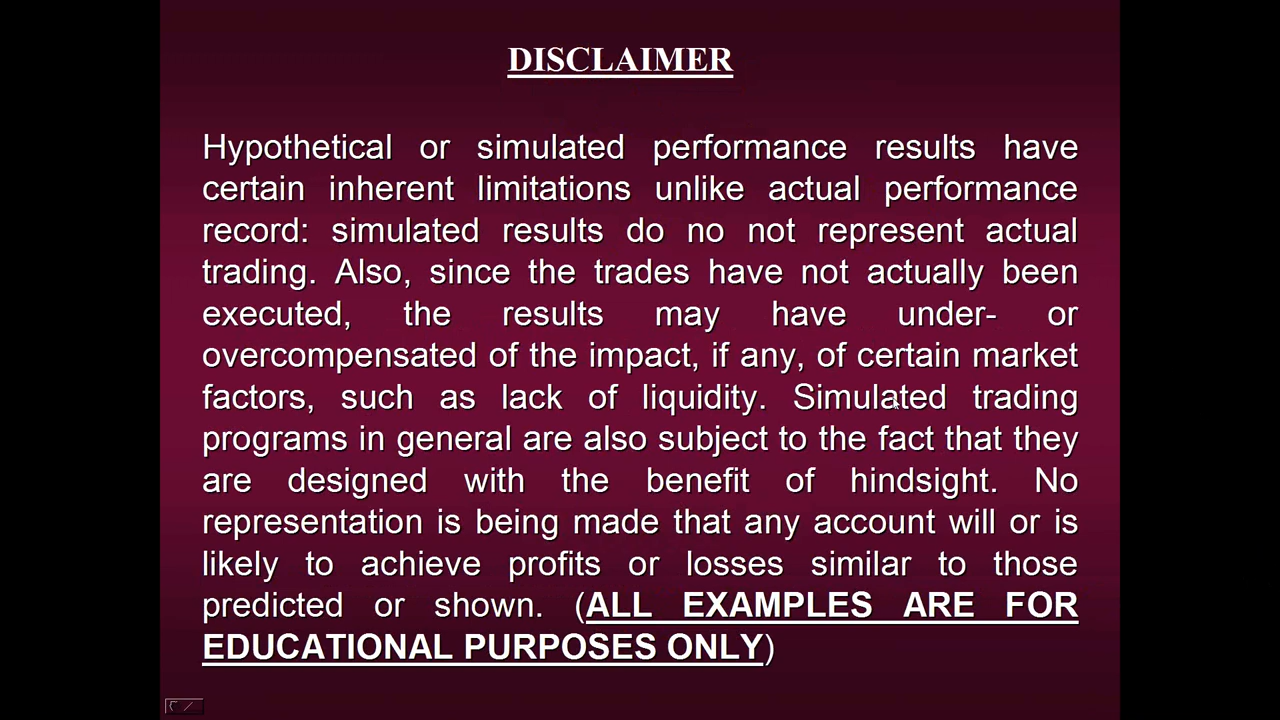 DISCLAIMER
Hypothetical or simulated performance results have
certain inherent limitations unlike actual performance
record: simulated results do no not represent actual
trading. Also, since the trades have not actually been
executed, the results may have under- or
overcompensated of the impact, if any, of certain market
factors, such as lack of liquidity. Simulated trading
programs in general are also subject to the fact that they
are designed with the benefit of hindsight. No
representation is being made that any account will or is
likely to achieve profits or losses similar to those
predicted or shown. (ALL EXAMPLES ARE FOR
EDUCATIONAL PURPOSES ONLY)